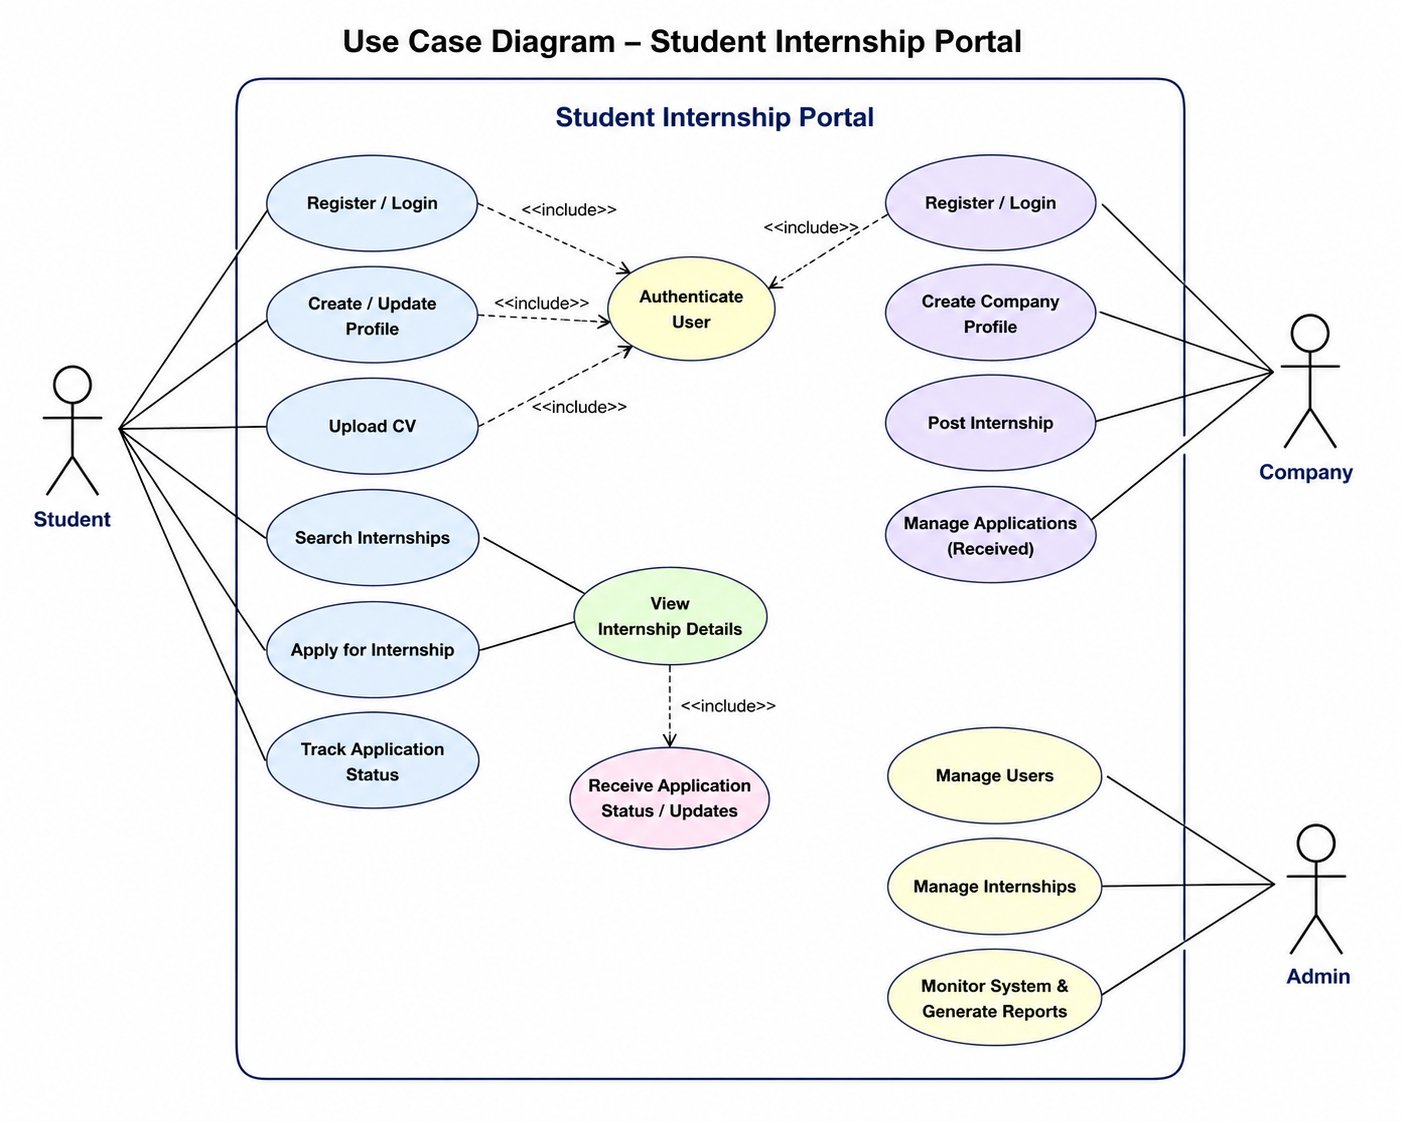 Use Case Diagram – Student Internship Portal
Student Internship Portal
Register / Login
<<include>>
<<include>>
Register / Login
Authenticate
User
Create / Update
Profile
<<include>>
Create Company
Profile
Upload CV
<<include>>
Post Internship
Student
Company
Search Internships
Manage Applications
(Received)
View
Internship Details
Apply for Internship
<<include>>
Track Application
Status
Receive Application
Status / Updates
Manage Users
Manage Internships
Monitor System &
Generate Reports
Admin